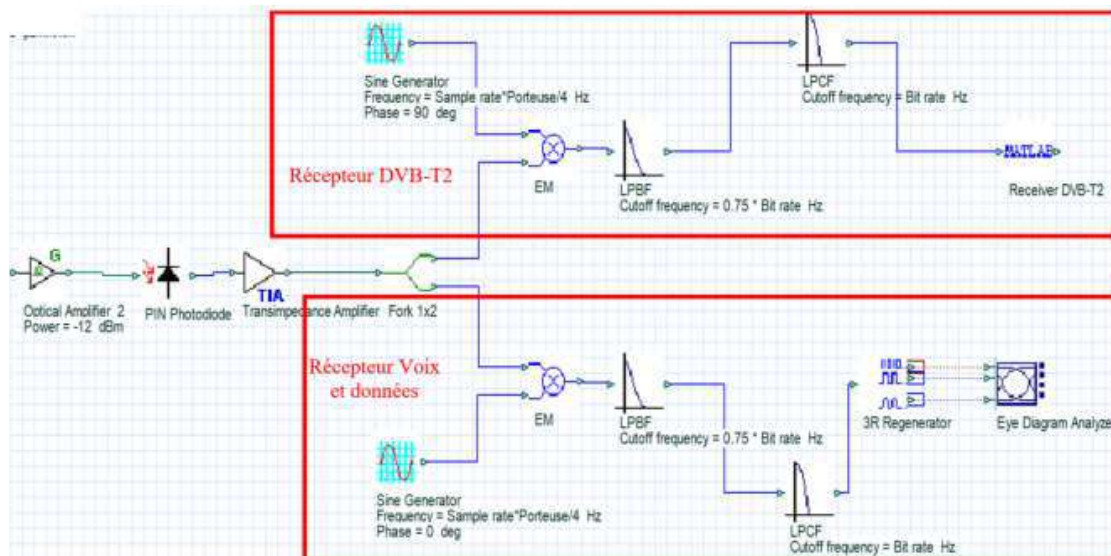 Sine Generator
Frequency = Sample rate*Porteuse/4 Hz
Phase = 90 deg
LPCF
Cutoff frequency = Bit rate Hz
Récepteur DVB-T2
EM
LPBF
Cutoff frequency = 0.75 * Bit rate Hz
MATLAB
Receiver DVB-T2
G
Optical Amplifier 2
Power = -12 dBm
PIN Photodiode
TIA
Transimpedance Amplifier
Fork 1x2
Récepteur Voix
et données
EM
LPBF
Cutoff frequency = 0.75 * Bit rate Hz
3R Regenerator
Eye Diagram Analyze
Sine Generator
Frequency = Sample rate*Porteuse/4 Hz
Phase = 0 deg
LPCF
Cutoff frequency = Bit rate Hz